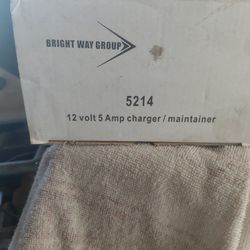 BRIGHT WAY GROUP
5214
12 volt 5 Amp charger / maintainer